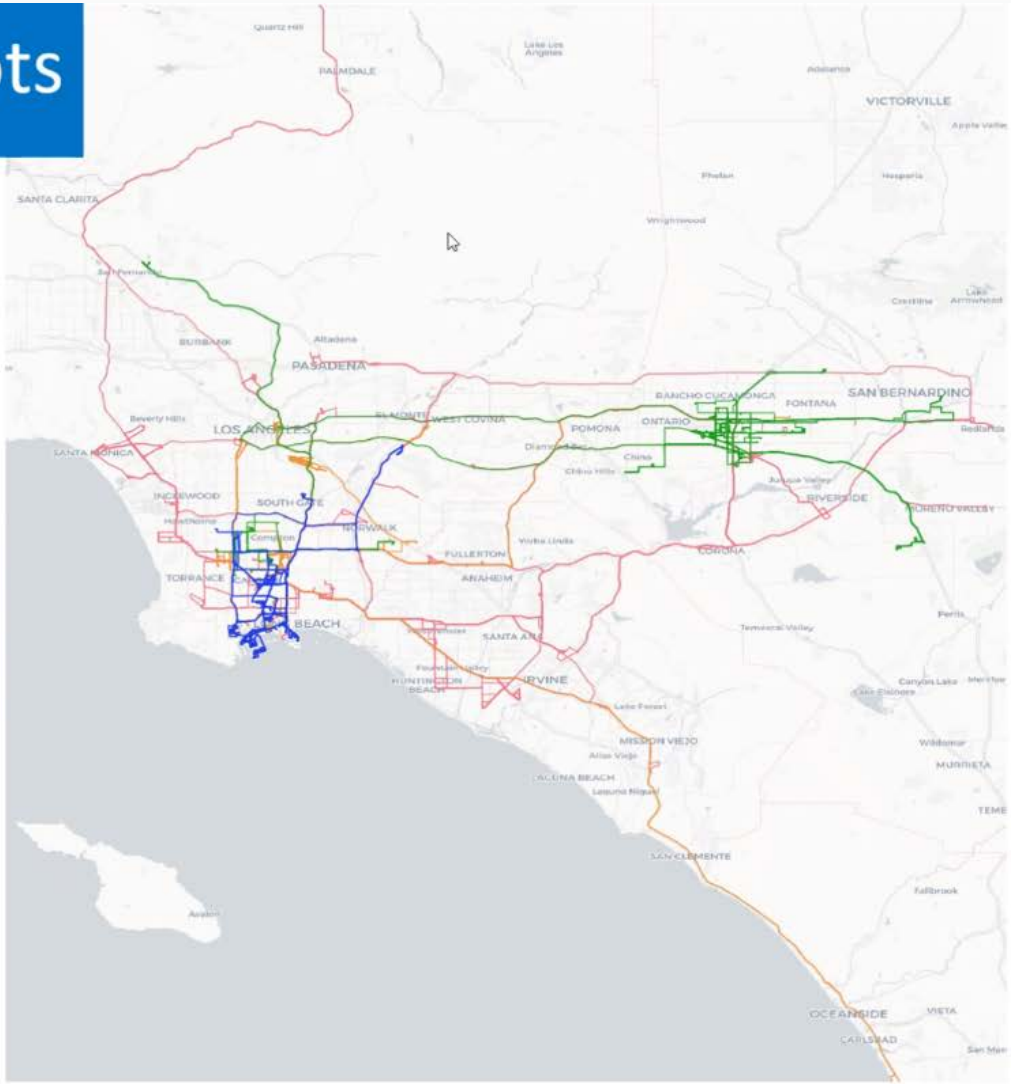 ots
Quartz Hill
Lake Los
Angeles
PALMDALE
Adelanto
VICTORVILLE
Apple Valley
Phelan
Hesperia
SANTA CLARITA
Wrightwood
San Fernando
Crestline
Lake
Arrowhead
BURBANK
Altadena
PASADENA
RANCHO CUCAMONGA
SAN BERNARDINO
FONTANA
Beverly Hills
EL MONTE
WEST COVINA
LOS ANGELES
POMONA
ONTARIO
Redlands
Diamond Bar
SANTA MONICA
Chino
Chino Hills
Jurupa Valley
INGLEWOOD
SOUTH GATE
RIVERSIDE
MORENO VALLEY
Hawthorne
NORWALK
Compton
Yorba Linda
FULLERTON
CORONA
TORRANCE
ANAHEIM
Perris
BEACH
Temescal Valley
SANTA ANA
Fountain Valley
HUNTINGTON
BEACH
IRVINE
Canyon Lake
Lake Elsinore
Lake Forest
MISSION VIEJO
Wildomar
Aliso Viejo
MURRIETA
LAGUNA BEACH
Laguna Niguel
TEME
SAN CLEMENTE
Fallbrook
Avalon
OCEANSIDE
VISTA
CARLSBAD
San Mar